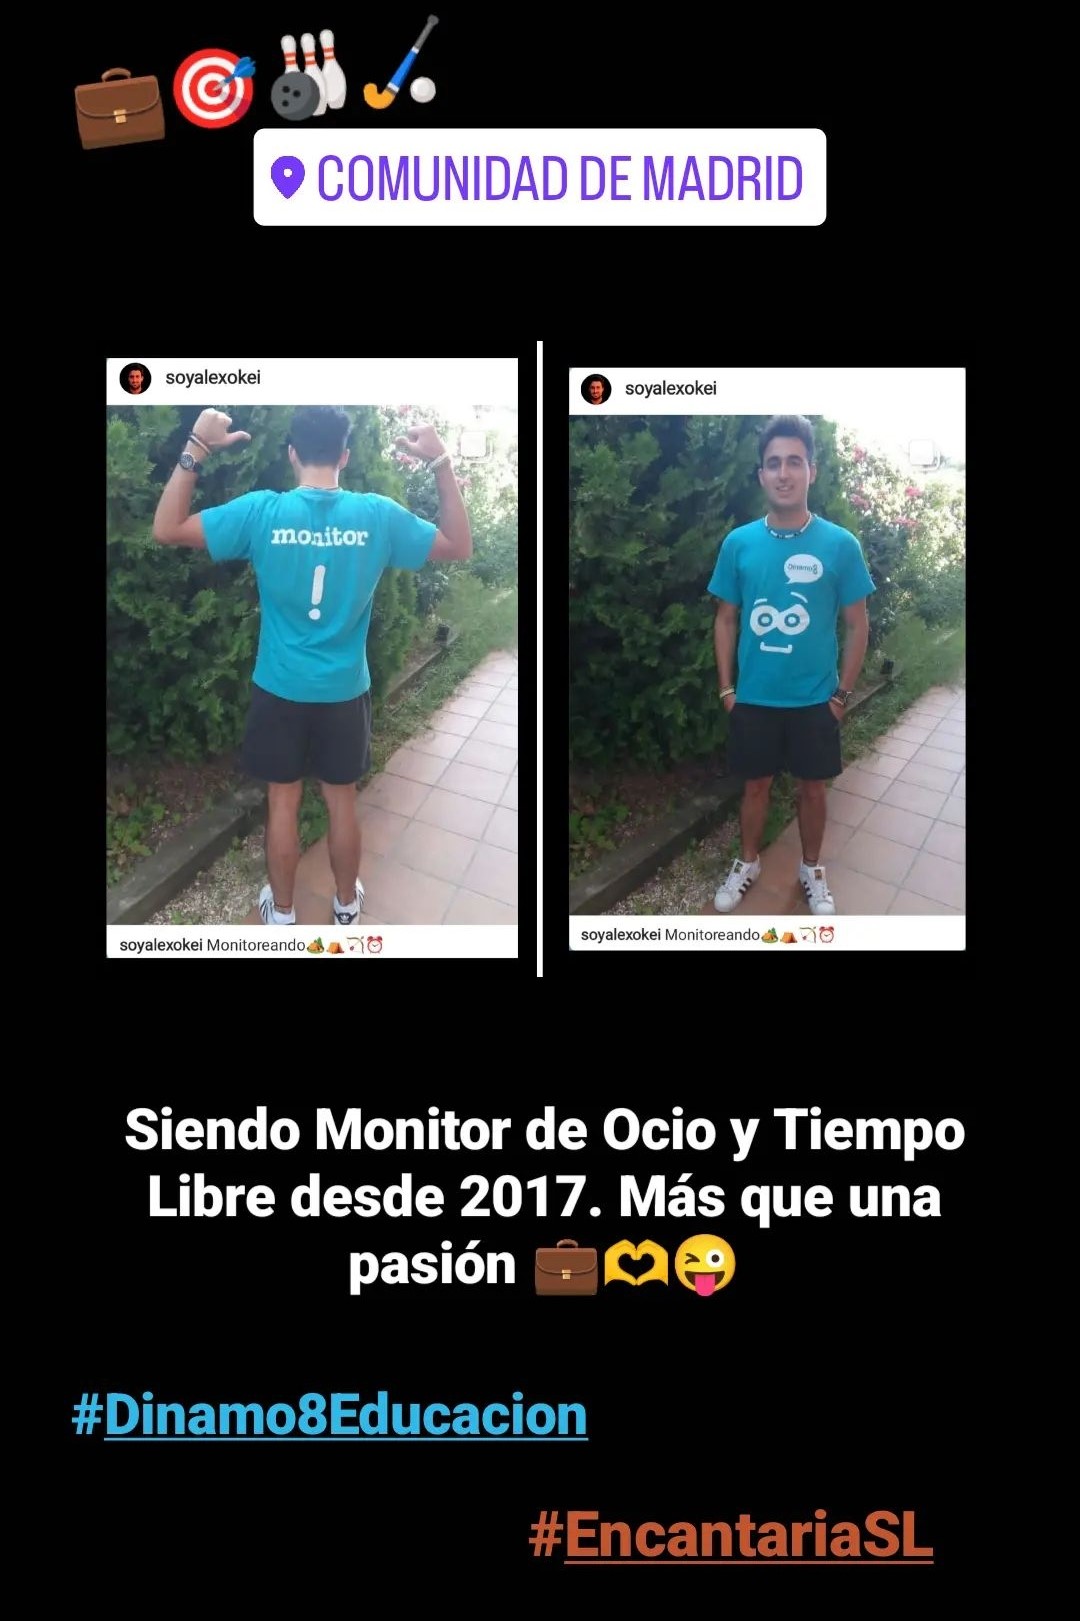 COMUNIDAD DE MADRID
soyalexokei
monitor
!
soyalexokei Monitoreando🏕⛺🏹⏰
soyalexokei
Dinamo8
soyalexokei Monitoreando🏕⛺🏹⏰
Siendo Monitor de Ocio y Tiempo
Libre desde 2017. Más que una
pasión 💼🫶😜
#Dinamo8Educacion
#EncantariaSL